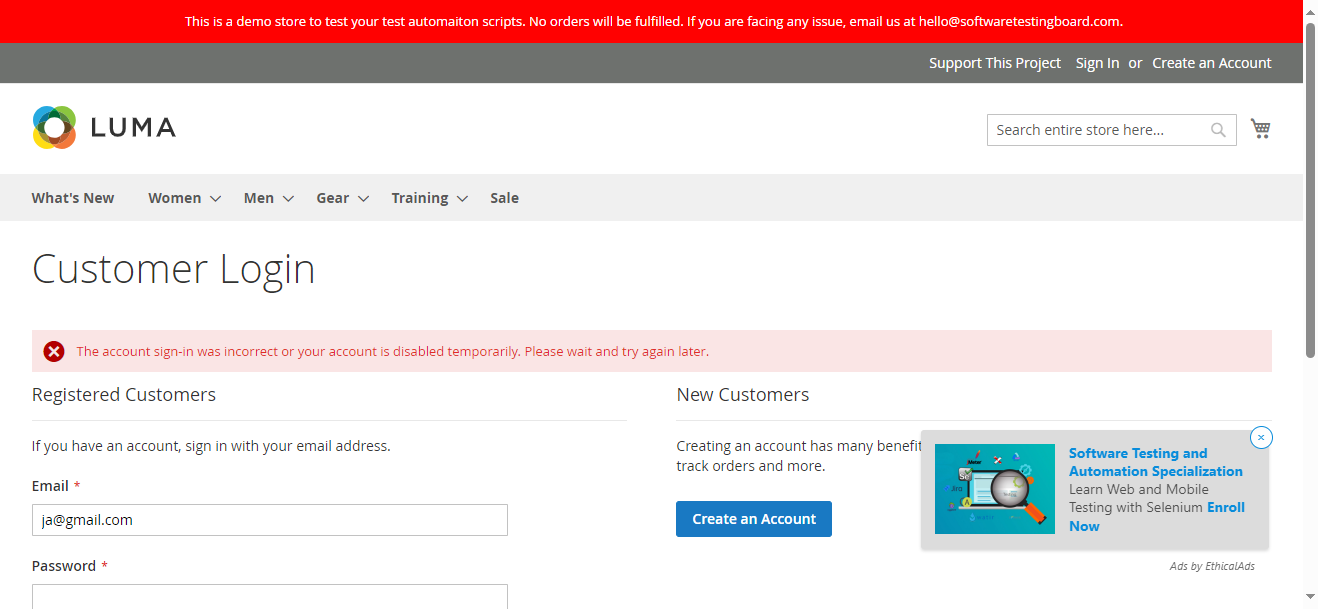 This is a demo store to test your test automaiton scripts. No orders will be fulfilled. If you are facing any issue, email us at hello@softwaretestingboard.com.
Support This Project Sign In or Create an Account
LUMA
Search entire store here...
What's New Women Men Gear Training Sale
Customer Login
The account sign-in was incorrect or your account is disabled temporarily. Please wait and try again later.
Registered Customers
If you have an account, sign in with your email address.
Email *
ja@gmail.com
Password *
New Customers
Creating an account has many benefit
track orders and more.
Create an Account
×
Software Testing and
Automation Specialization
Learn Web and Mobile
Testing with Selenium Enroll
Now
Ads by EthicalAds